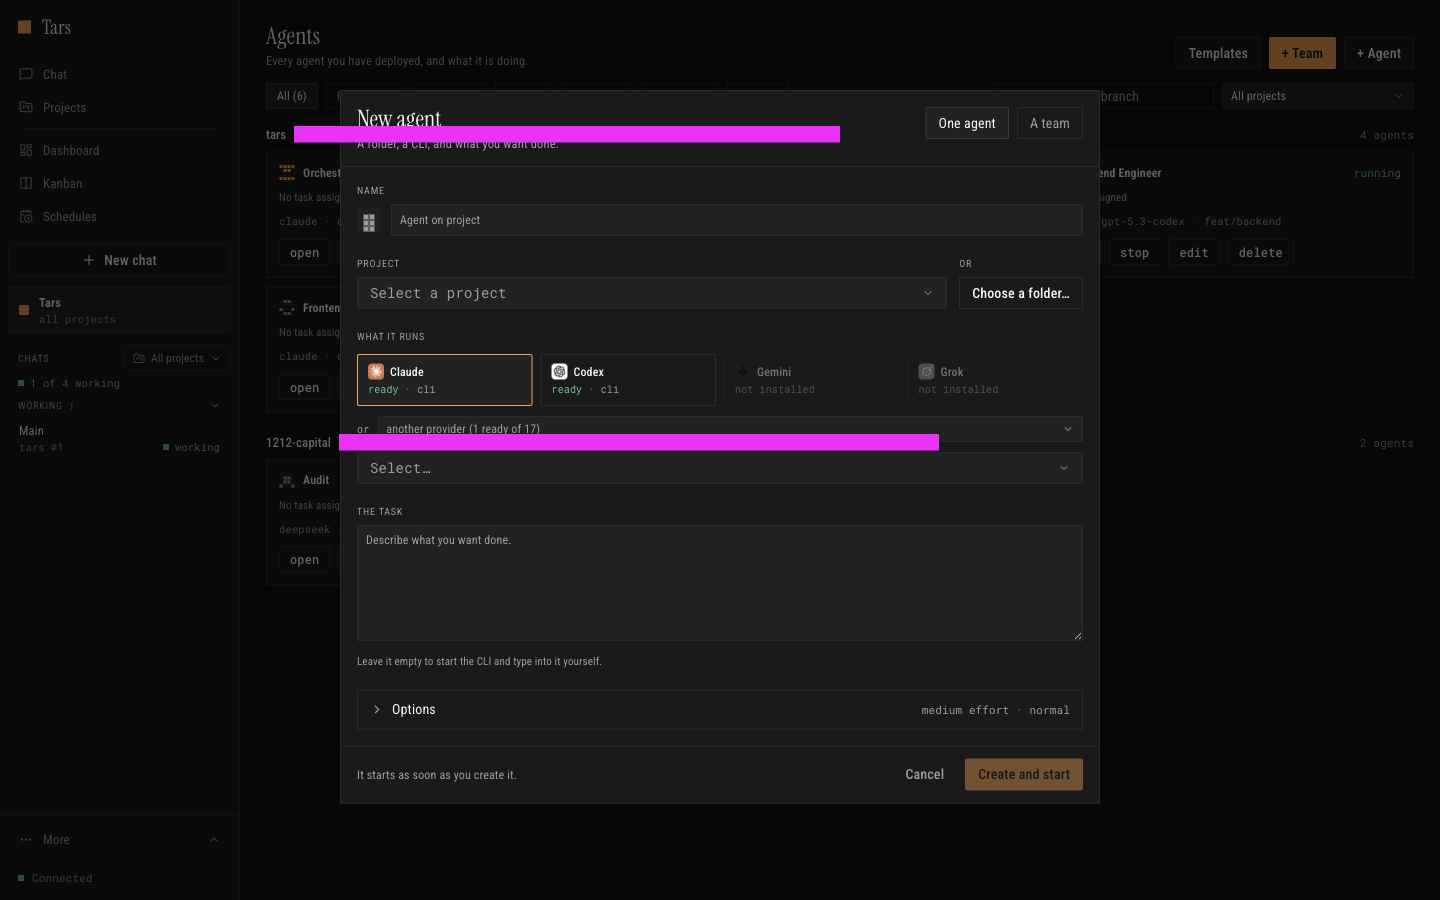 Tars
Chat
Projects
Dashboard
Kanban
Schedules
New chat
Tars
all projects
CHATS
All projects
1 of 4 working
WORKING 1
Main
tars #1
working
More
Connected
Agents
Every agent you have deployed, and what it is doing.
Templates
+ Team
+ Agent
All (6)
branch
All projects
tars
4 agents
No task
claude ·
open
Engineer
running
gpt-5.3-codex · feat/backend
stop
edit
delete
No task
claude ·
open
1212-capital
2 agents
Audit
No task
deepseek
open
New agent
A folder, a CLI, and what you want done.
One agent
A team
NAME
Agent on project
PROJECT
Select a project
OR
Choose a folder…
WHAT IT RUNS
Claude
ready · cli
Codex
ready · cli
Gemini
not installed
Grok
not installed
or
another provider (1 ready of 17)
Select…
THE TASK
Describe what you want done.
Leave it empty to start the CLI and type into it yourself.
Options
medium effort · normal
It starts as soon as you create it.
Cancel
Create and start